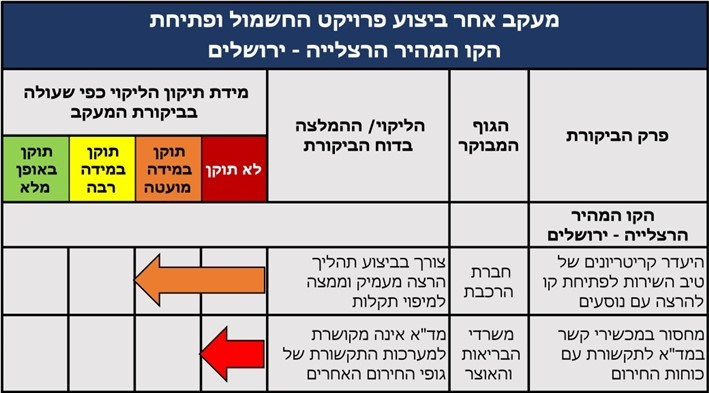 מעקב אחר ביצוע פרויקט החשמול ופתיחת
הקו המהיר הרצלייה - ירושלים
פרק הביקורת
הגוף
המבוקר
הליקוי/ ההמלצה
בדוח הביקורת
מידת תיקון הליקוי כפי שעולה
בביקורת המעקב
לא תוקן
תוקן
במידה
מועטה
תוקן
במידה
רבה
תוקן
באופן
מלא
הקו המהיר
הרצלייה - ירושלים
היעדר קריטריונים של
טיב השירות לפתיחת קו
להרצה עם נוסעים
חברת
הרכבת
צורך בביצוע תהליך
הרצה מעמיק וממצה
למיפוי תקלות
מחסור במכשירי קשר
במד"א לתקשורת עם
כוחות החירום
משרדי
הבריאות
והאוצר
מד"א אינה מקושרת
למערכות התקשורת של
גופי החירום האחרים